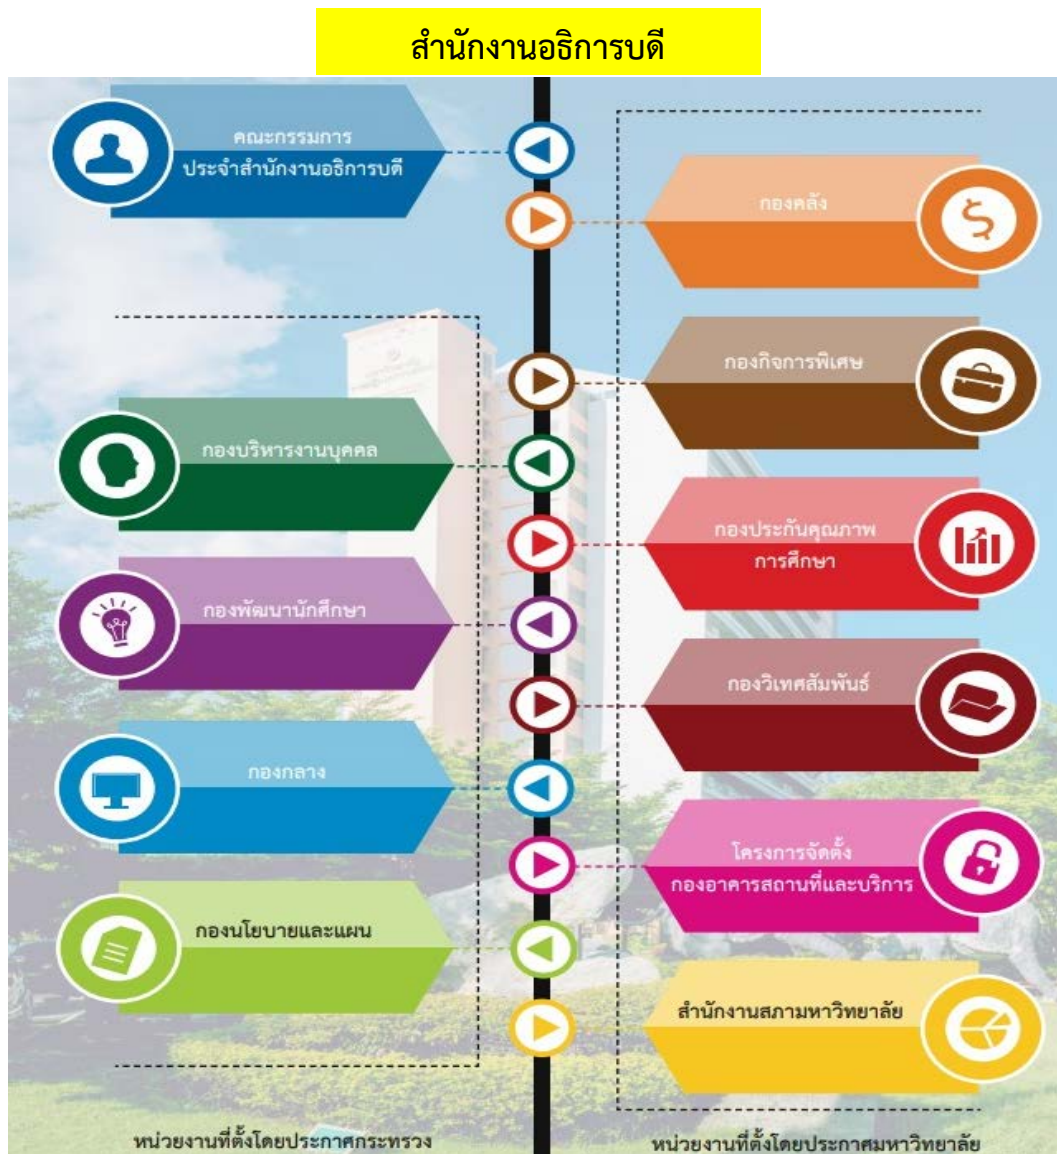 สำนักงานอธิการบดี
คณะกรรมการ
ประจำสำนักงานอธิการบดี
กองคลัง
กองกิจการพิเศษ
กองบริหารงานบุคคล
กองประกันคุณภาพ
การศึกษา
กองพัฒนานักศึกษา
กองวิเทศสัมพันธ์
กองกลาง
โครงการจัดตั้ง
กองอาคารสถานที่และบริการ
กองนโยบายและแผน
สำนักงานสภามหาวิทยาลัย
หน่วยงานที่ตั้งโดยประกาศกระทรวง
หน่วยงานที่ตั้งโดยประกาศมหาวิทยาลัย